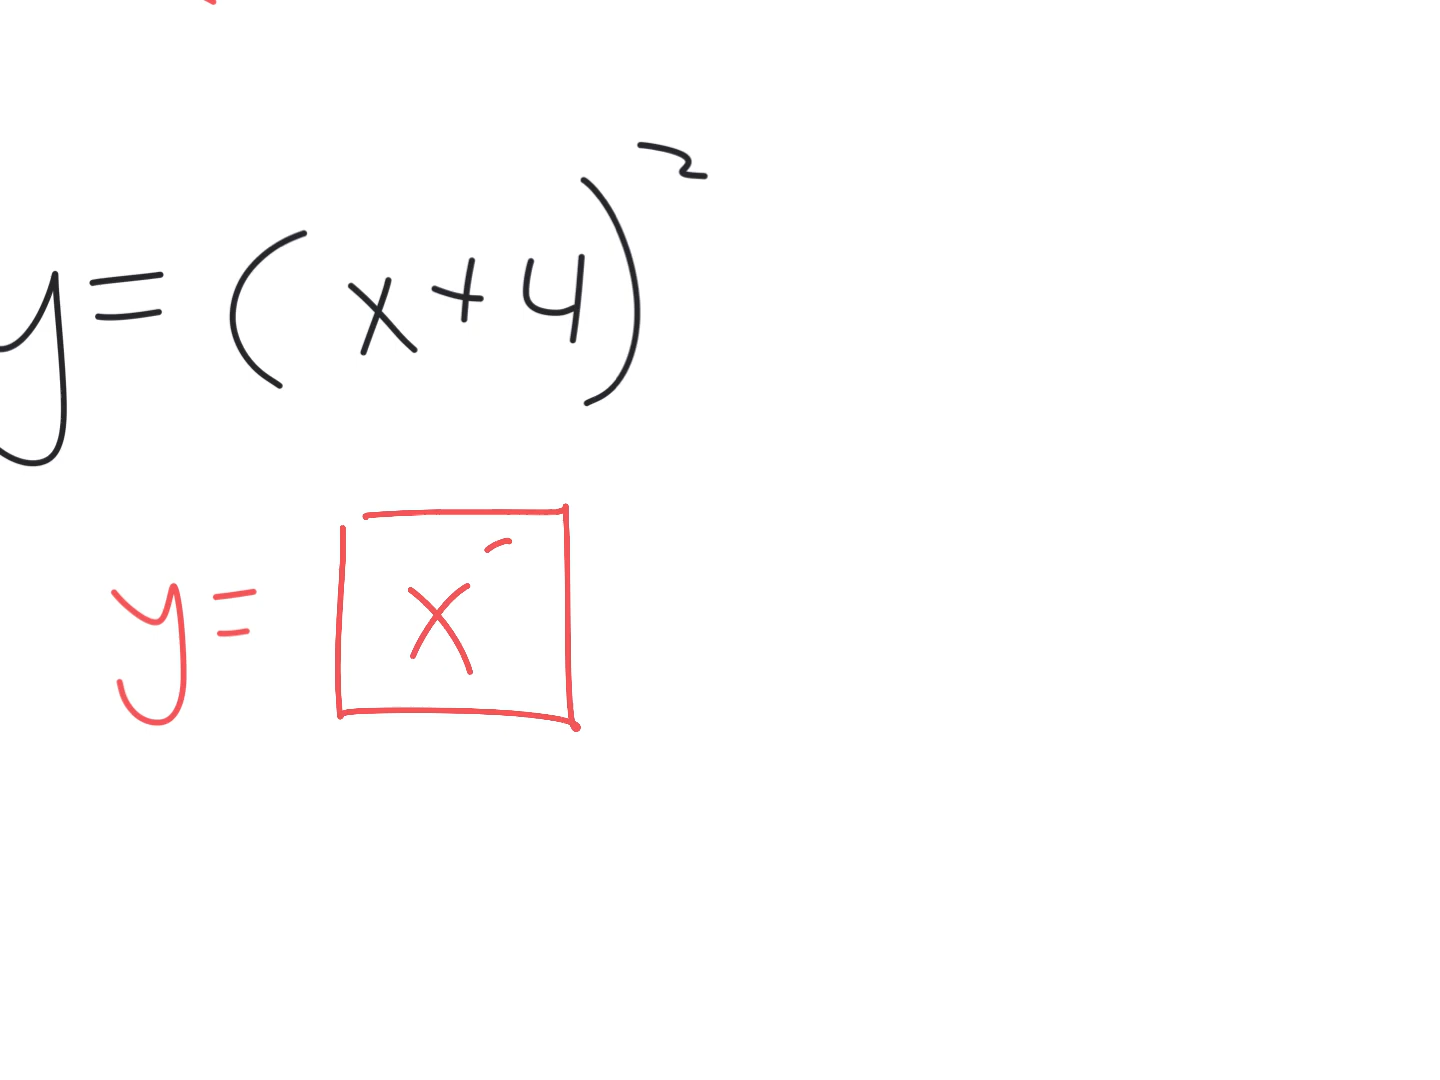 y = (x+4)²
y = x